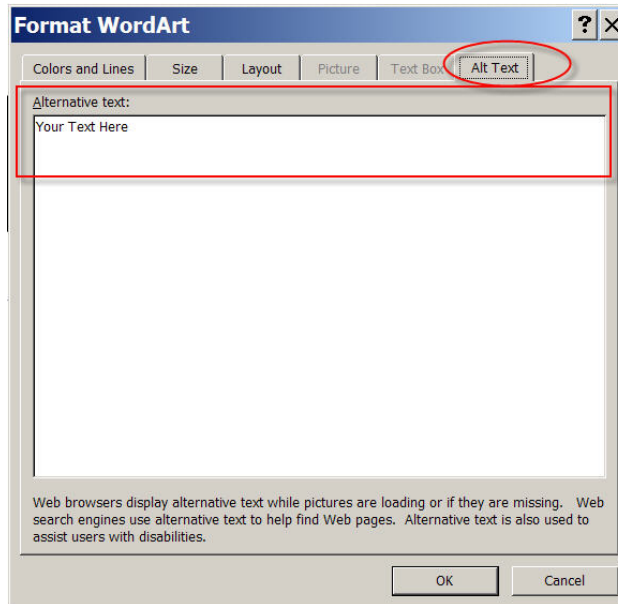 Format WordArt ? X
Colors and Lines Size Layout Picture Text Box Alt Text
Alternative text:
Your Text Here
Web browsers display alternative text while pictures are loading or if they are missing. Web
search engines use alternative text to help find Web pages. Alternative text is also used to
assist users with disabilities.
OK Cancel